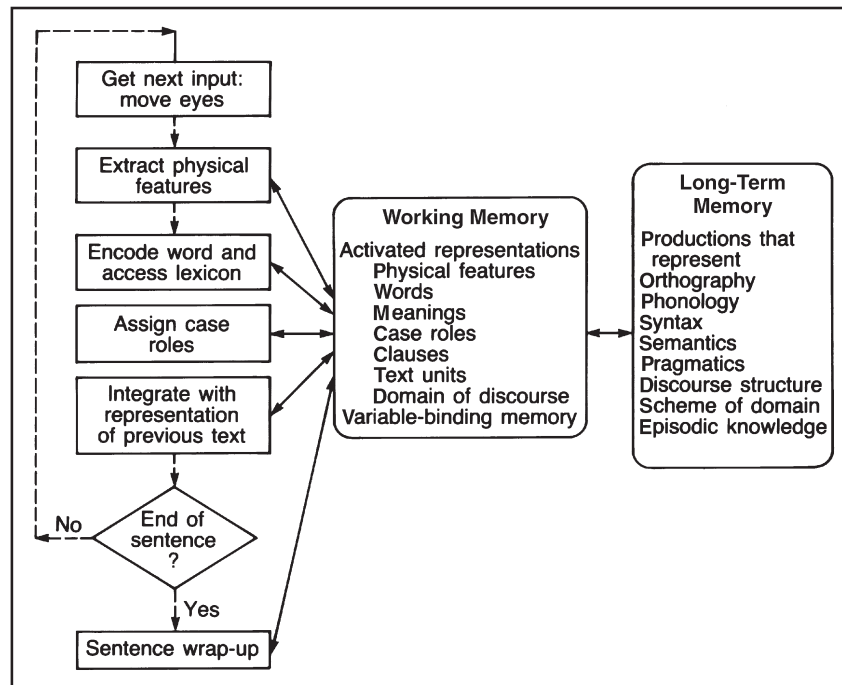 Get next input:
move eyes
Extract physical
features
Encode word and
access lexicon
Assign case
roles
Integrate with
representation
of previous text
No
End of
sentence
?
Yes
Sentence wrap-up
Working Memory
Activated representations
Physical features
Words
Meanings
Case roles
Clauses
Text units
Domain of discourse
Variable-binding memory
Long-Term
Memory
Productions that
represent
Orthography
Phonology
Syntax
Semantics
Pragmatics
Discourse structure
Scheme of domain
Episodic knowledge